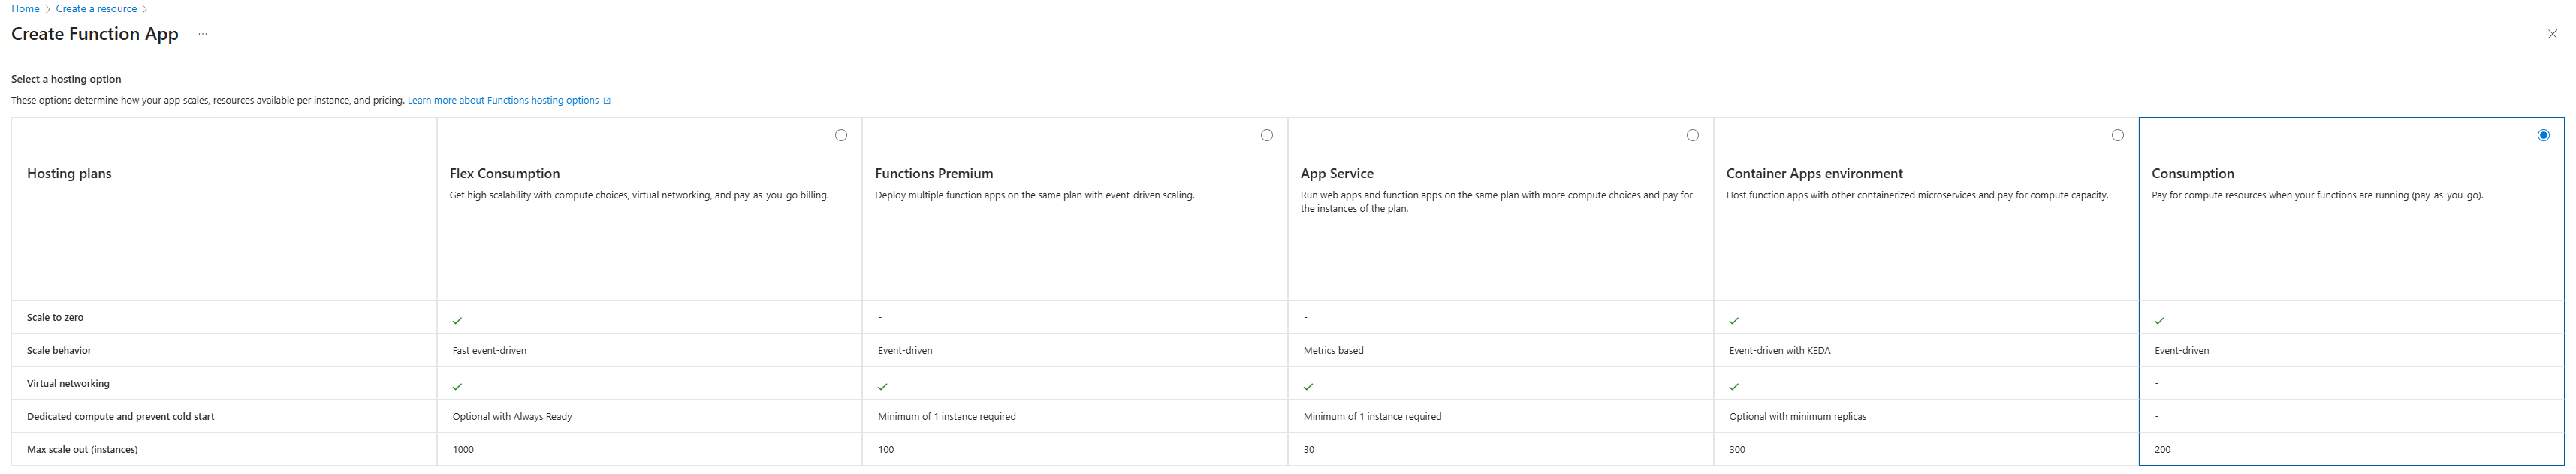 Home > Create a resource >
Create Function App ...
Select a hosting option
These options determine how your app scales, resources available per instance, and pricing. Learn more about Functions hosting options
Hosting plans
Flex Consumption
Get high scalability with compute choices, virtual networking, and pay-as-you-go billing.
Functions Premium
Deploy multiple function apps on the same plan with event-driven scaling.
App Service
Run web apps and function apps on the same plan with more compute choices and pay for
the instances of the plan.
Container Apps environment
Host function apps with other containerized microservices and pay for compute capacity.
Consumption
Pay for compute resources when your functions are running (pay-as-you-go).
Scale to zero ✓ - - ✓ ✓
Scale behavior Fast event-driven Event-driven Metrics based Event-driven with KEDA Event-driven
Virtual networking ✓ ✓ ✓ ✓ -
Dedicated compute and prevent cold start Optional with Always Ready Minimum of 1 instance required Minimum of 1 instance required Optional with minimum replicas -
Max scale out (instances) 1000 100 30 300 200